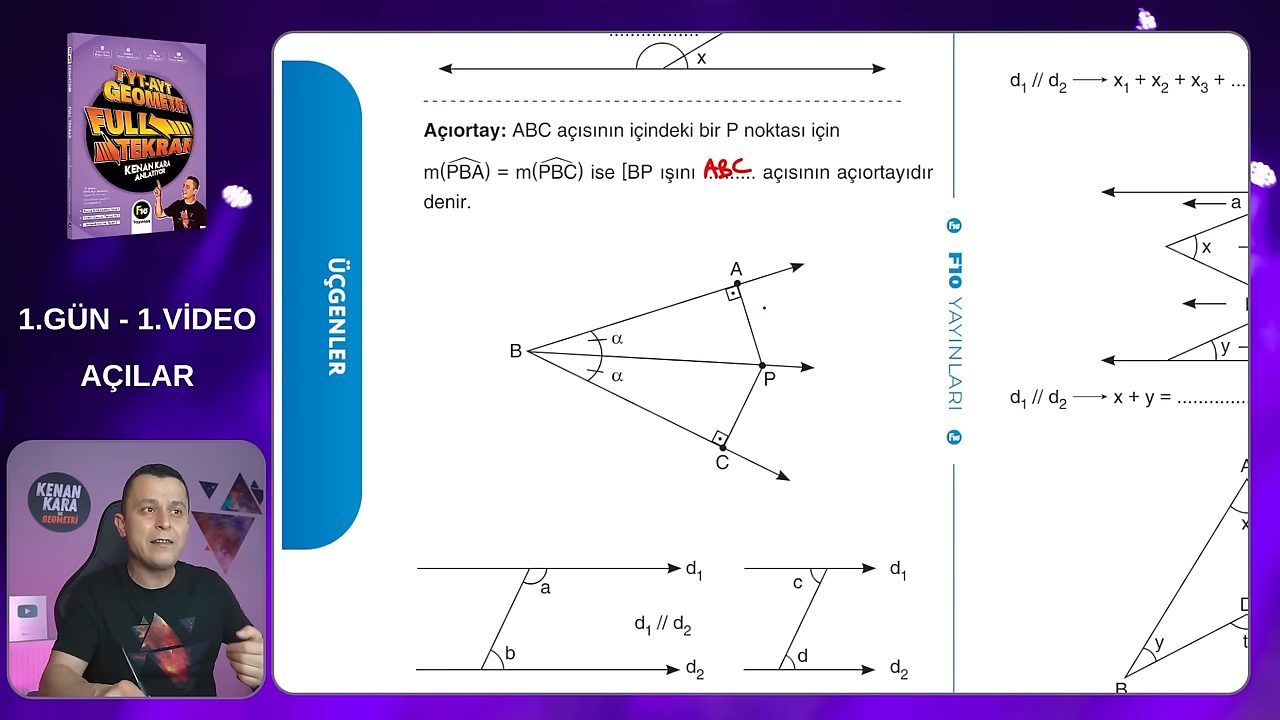 TYT-AYT
GEOMETRİ
FULL
TEKRAR
KENAN KARA
ANLATIYOR
F10
Yayınları
1.GÜN - 1.VİDEO
AÇILAR
KENAN
KARA
GEOMETRİ
ÜÇGENLER
x
Açıortay: ABC açısının içindeki bir P noktası için
m(PBA) = m(PBC) ise [BP ışını ABC açısının açıortayıdır
denir.
A
B
α
α
P
C
d1
a
d1 // d2
b
d2
c
d1
d
d2
F10 YAYINLARI
d1 // d2 → x1 + x2 + x3 + ...
a
x
y
d1 // d2 → x + y = .............
A
x
D
y
t
B